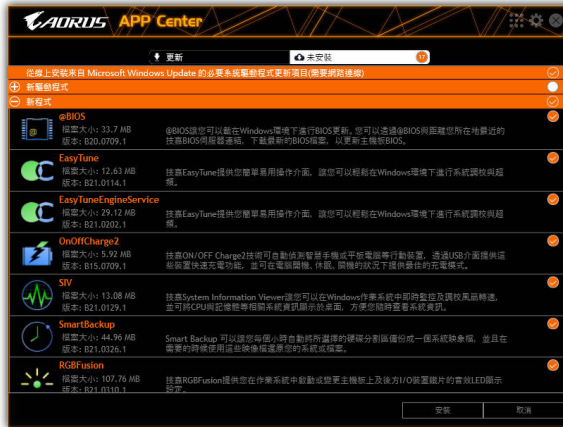 AORUS APP Center
更新
未安裝
從線上安裝來自 Microsoft Windows Update 的必要系統驅動程式更新項目(需要網路連線)
新驅動程式
新程式
@BIOS
檔案大小: 33.7 MB
版本: B20.0709.1
@BIOS讓您可以載在Windows環境下進行BIOS更新。您可以透過@BIOS與距離您所在地最近的
技嘉BIOS伺服器連結，下載最新的BIOS檔案，以更新主機板BIOS。
EasyTune
檔案大小: 12.63 MB
版本: B21.0114.1
技嘉EasyTune提供您簡單易用操作介面，讓您可以輕鬆在Windows環境下進行系統調校與超
頻。
EasyTuneEngineService
檔案大小: 29.12 MB
版本: B21.0202.1
技嘉EasyTune提供您簡單易用操作介面，讓您可以輕鬆在Windows環境下進行系統調校與超
頻。
OnOffCharge2
檔案大小: 5.92 MB
版本: B15.0709.1
技嘉ON/OFF Charge2技術可自動偵測智慧手機或平板電腦等行動裝置，透過USB介面提供這
些裝置快速充電功能，並可在電腦開機、休眠、關機的狀況下提供最佳的充電模式。
SIV
檔案大小: 13.08 MB
版本: B21.0129.1
技嘉System Information Viewer讓您可以在Windows作業系統中即時監控及調校風扇轉速，
並可將CPU與記憶體等相關系統資訊顯示於桌面，方便您隨時查看系統資訊。
SmartBackup
檔案大小: 44.96 MB
版本: B21.0326.1
Smart Backup 可以讓您每個小時自動將所選擇的硬碟分割區備份成一個系統映象檔，並且在
需要的時候使用這些映像檔還原您的系統或檔案。
RGBFusion
檔案大小: 107.76 MB
版本: B21.0310.1
技嘉RGBFusion提供您在作業系統中啟動或變更主機板上及後方I/O裝置鐵片的音效LED顯示
設定。
安裝
取消